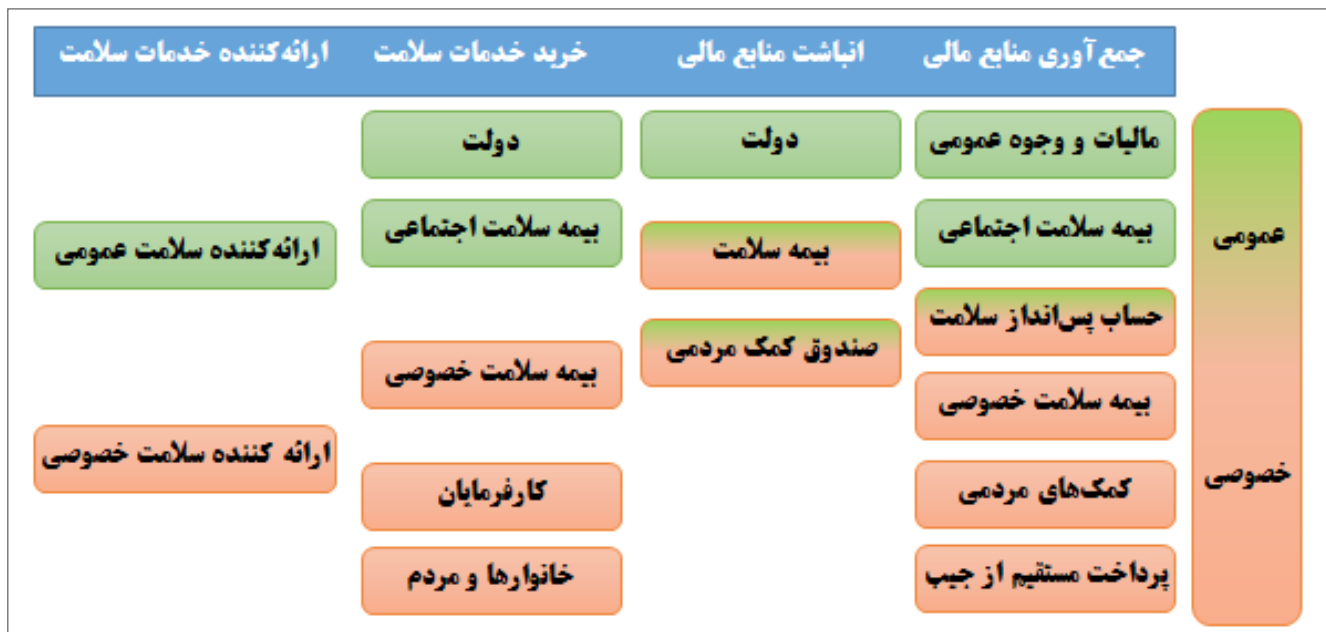 جمع‌آوری منابع مالی
انباشت منابع مالی
خرید خدمات سلامت
ارائه‌کننده خدمات سلامت
عمومی
خصوصی
مالیات و وجوه عمومی
بیمه سلامت اجتماعی
حساب پس‌انداز سلامت
بیمه سلامت خصوصی
کمک‌های مردمی
پرداخت مستقیم از جیب
دولت
بیمه سلامت
صندوق کمک مردمی
دولت
بیمه سلامت اجتماعی
بیمه سلامت خصوصی
کارفرمایان
خانوارها و مردم
ارائه‌کننده سلامت عمومی
ارائه کننده سلامت خصوصی